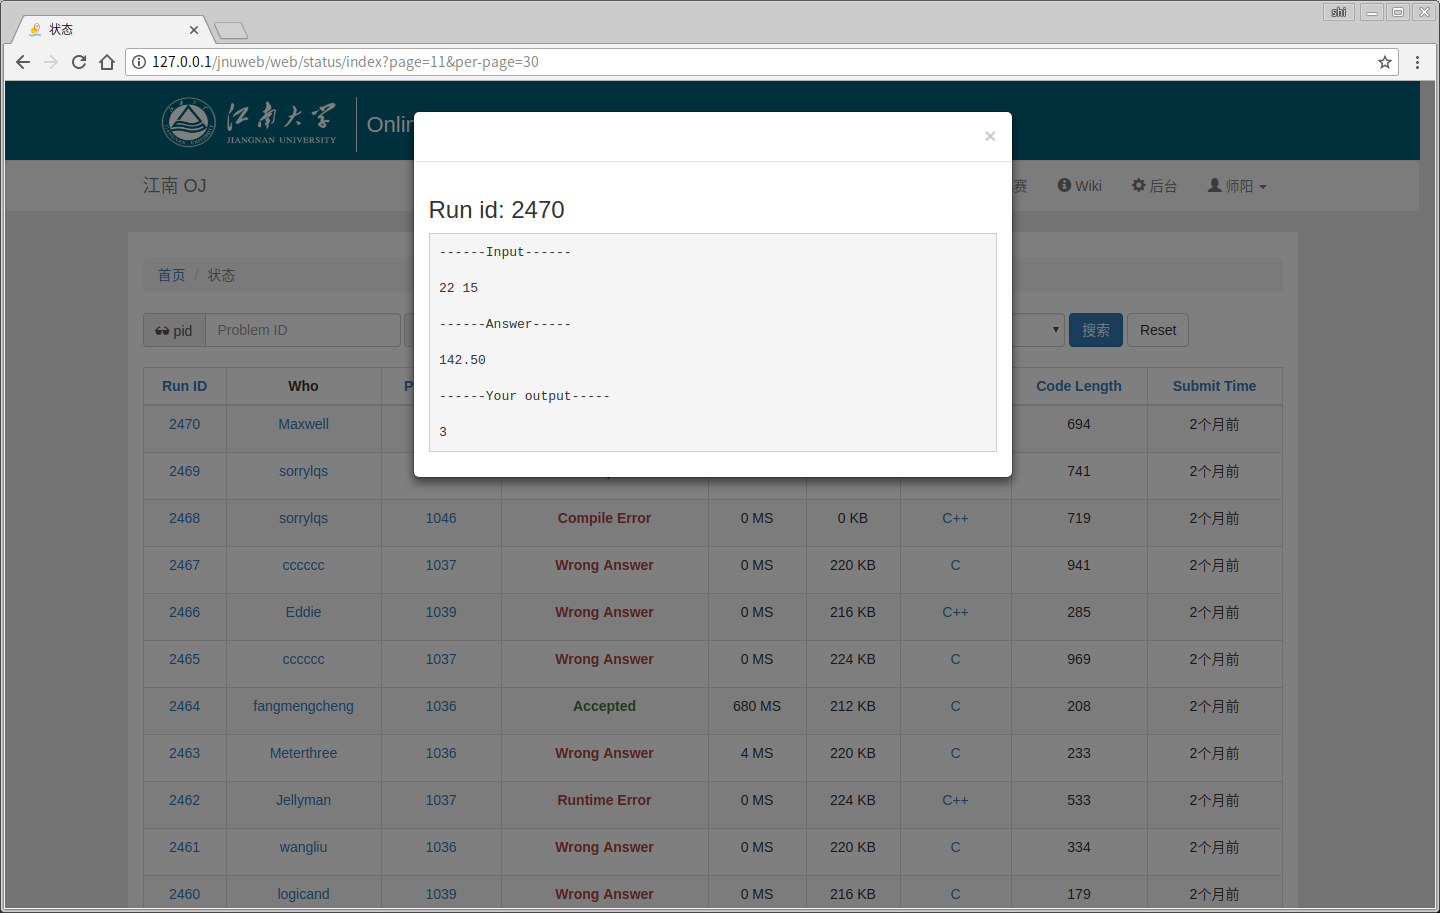 shi
状态
127.0.0.1/jnuweb/web/status/index?page=11&per-page=30
江南大学
JIANGNAN UNIVERSITY
Onlin
×
江南 OJ
赛
Wiki
后台
师阳
Run id: 2470
------Input------
22 15
------Answer-----
142.50
------Your output-----
3
首页 / 状态
pid
Problem ID
搜索
Reset
Run ID Who P Code Length Submit Time
2470 Maxwell 694 2个月前
2469 sorrylqs 741 2个月前
2468 sorrylqs 1046 Compile Error 0 MS 0 KB C++ 719 2个月前
2467 cccccc 1037 Wrong Answer 0 MS 220 KB C 941 2个月前
2466 Eddie 1039 Wrong Answer 0 MS 216 KB C++ 285 2个月前
2465 cccccc 1037 Wrong Answer 0 MS 224 KB C 969 2个月前
2464 fangmengcheng 1036 Accepted 680 MS 212 KB C 208 2个月前
2463 Meterthree 1036 Wrong Answer 4 MS 220 KB C 233 2个月前
2462 Jellyman 1037 Runtime Error 0 MS 224 KB C++ 533 2个月前
2461 wangliu 1036 Wrong Answer 0 MS 220 KB C 334 2个月前
2460 logicand 1039 Wrong Answer 0 MS 216 KB C 179 2个月前